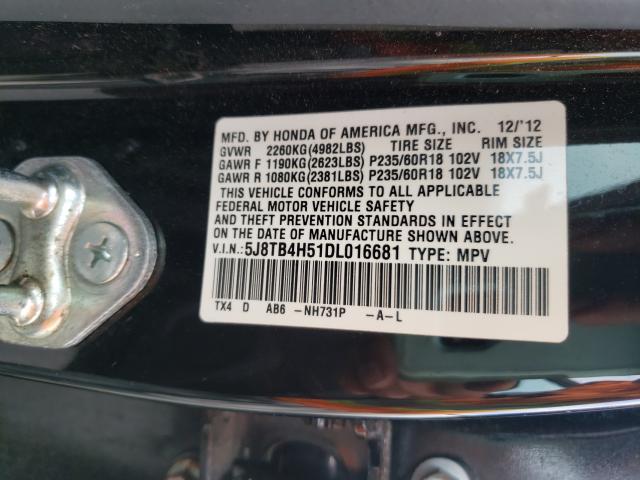 MFD. BY HONDA OF AMERICA MFG., INC. 12/'12
GVWR 2260KG(4982LBS) TIRE SIZE RIM SIZE
GAWR F 1190KG(2623LBS) P235/60R18 102V 18X7.5J
GAWR R 1080KG(2381LBS) P235/60R18 102V 18X7.5J
THIS VEHICLE CONFORMS TO ALL APPLICABLE
FEDERAL MOTOR VEHICLE SAFETY
AND THEFT PREVENTION STANDARDS IN EFFECT
ON THE DATE OF MANUFACTURE SHOWN ABOVE.
V.I.N.: 5J8TB4H51DL016681 TYPE: MPV
TX4 D AB6 -NH731P -A-L